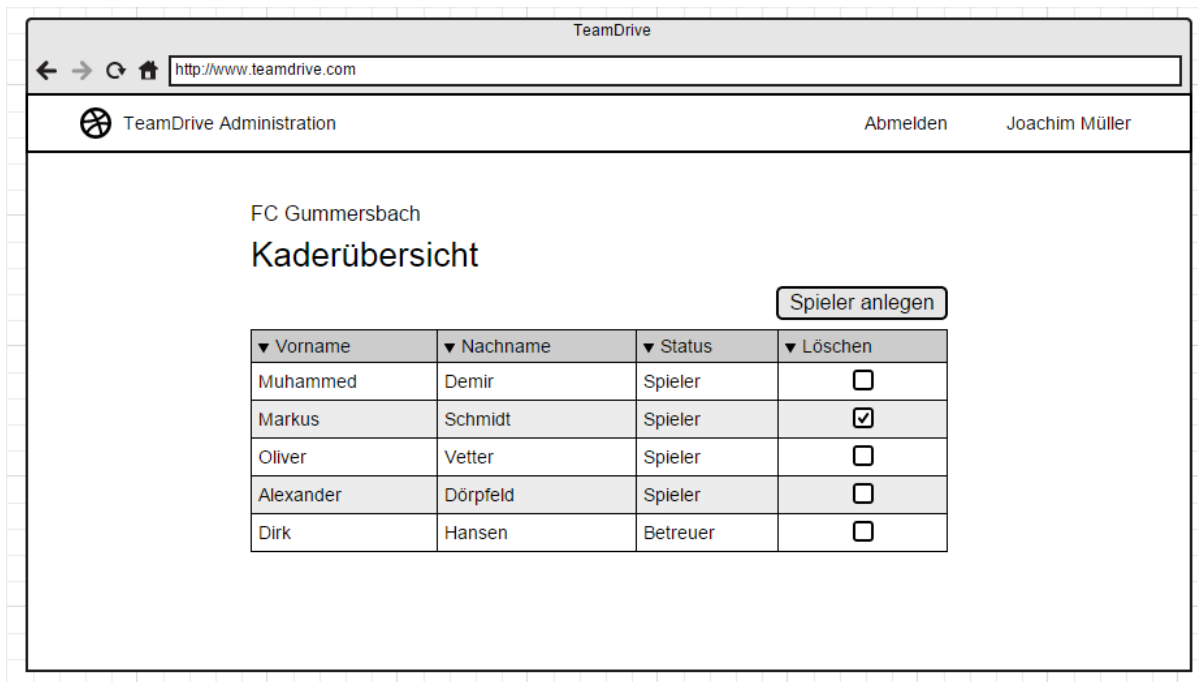 TeamDrive
http://www.teamdrive.com
TeamDrive Administration Abmelden Joachim Müller
FC Gummersbach
Kaderübersicht
Spieler anlegen
Vorname Nachname Status Löschen
Muhammed Demir Spieler
Markus Schmidt Spieler
Oliver Vetter Spieler
Alexander Dörpfeld Spieler
Dirk Hansen Betreuer